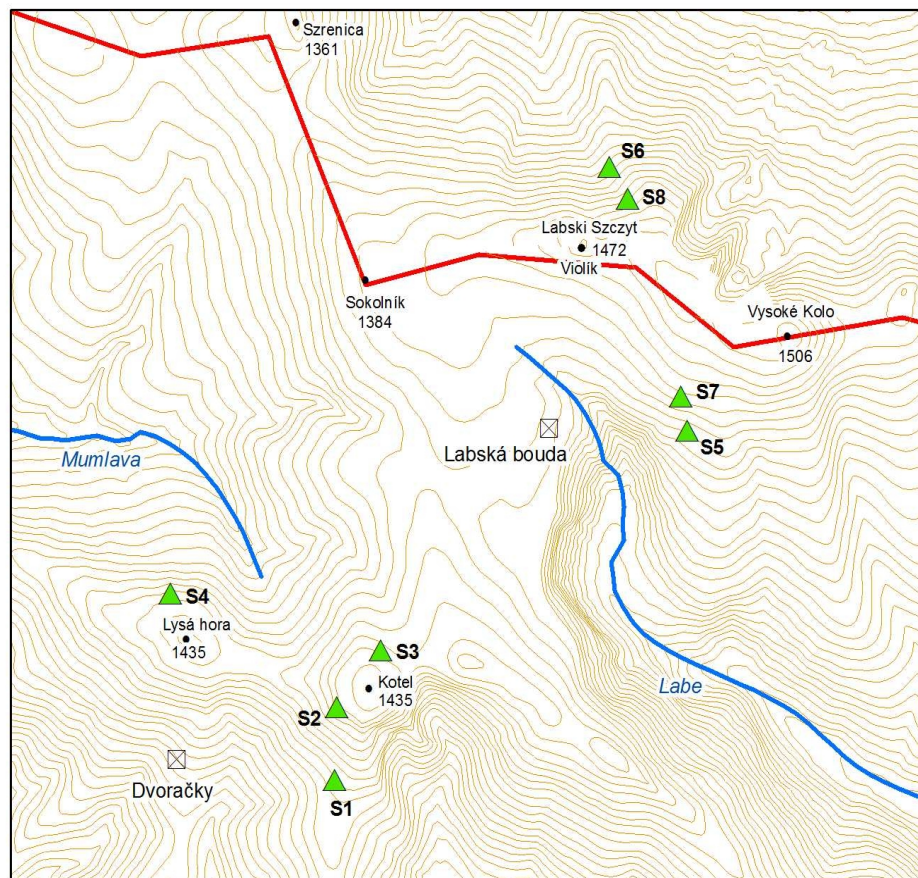 Szrenica
1361
S6
S8
Labski Szczyt
1472
Violík
Sokolník
1384
Vysoké Kolo
1506
S7
S5
Labská bouda
Mumlava
S4
Lysá hora
1435
S3
Kotel
1435
S2
Labe
Dvoračky
S1